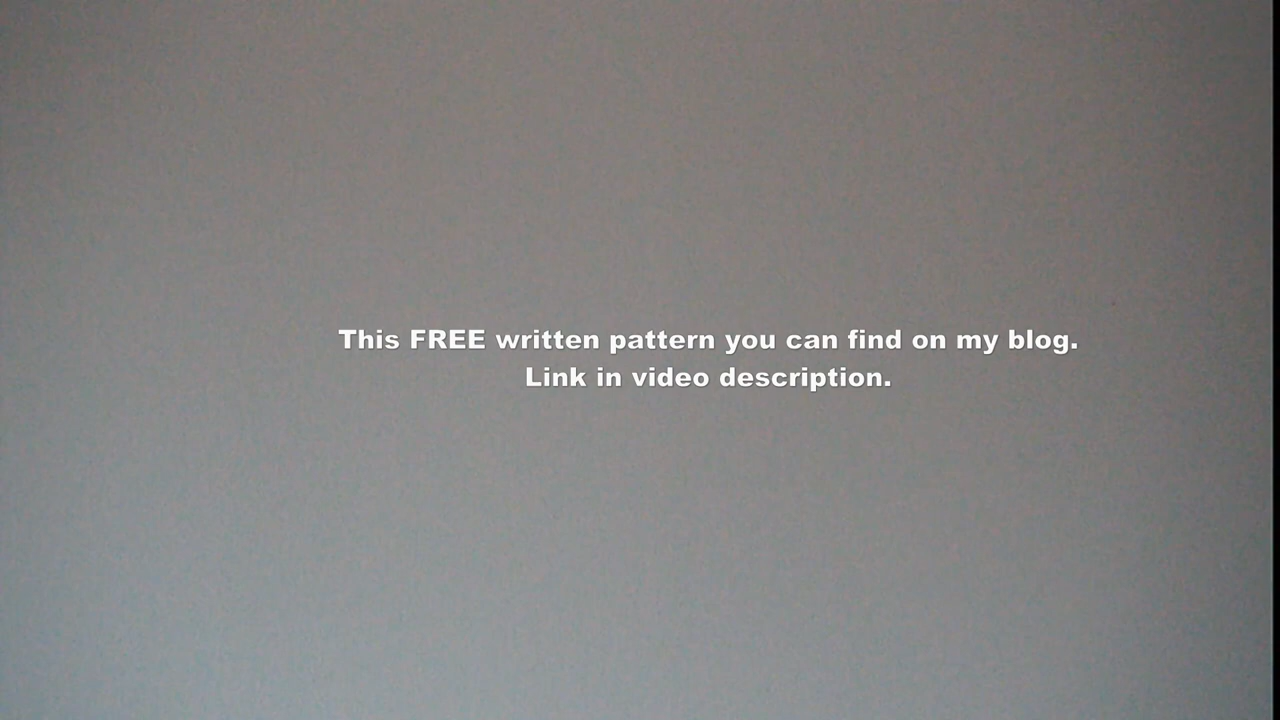 This FREE written pattern you can find on my blog.
Link in video description.